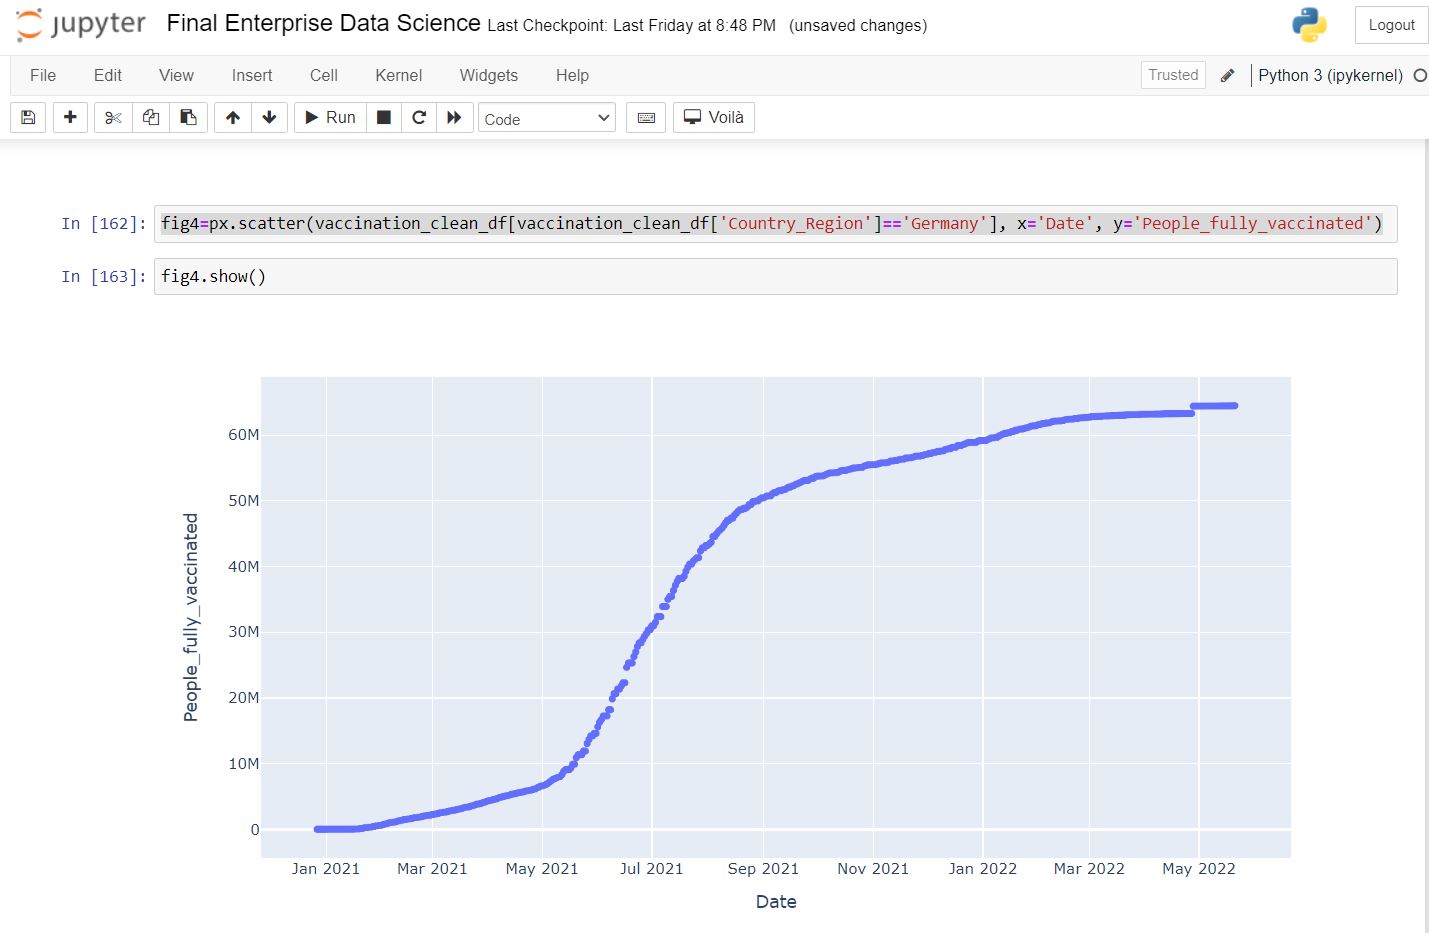 jupyter Final Enterprise Data Science Last Checkpoint: Last Friday at 8:48 PM (unsaved changes) Logout
File Edit View Insert Cell Kernel Widgets Help Trusted Python 3 (ipykernel)
Run Code Voilà
In [162]: fig4=px.scatter(vaccination_clean_df[vaccination_clean_df['Country_Region']=='Germany'], x='Date', y='People_fully_vaccinated')
In [163]: fig4.show()
People_fully_vaccinated
60M
50M
40M
30M
20M
10M
0
Jan 2021 Mar 2021 May 2021 Jul 2021 Sep 2021 Nov 2021 Jan 2022 Mar 2022 May 2022
Date